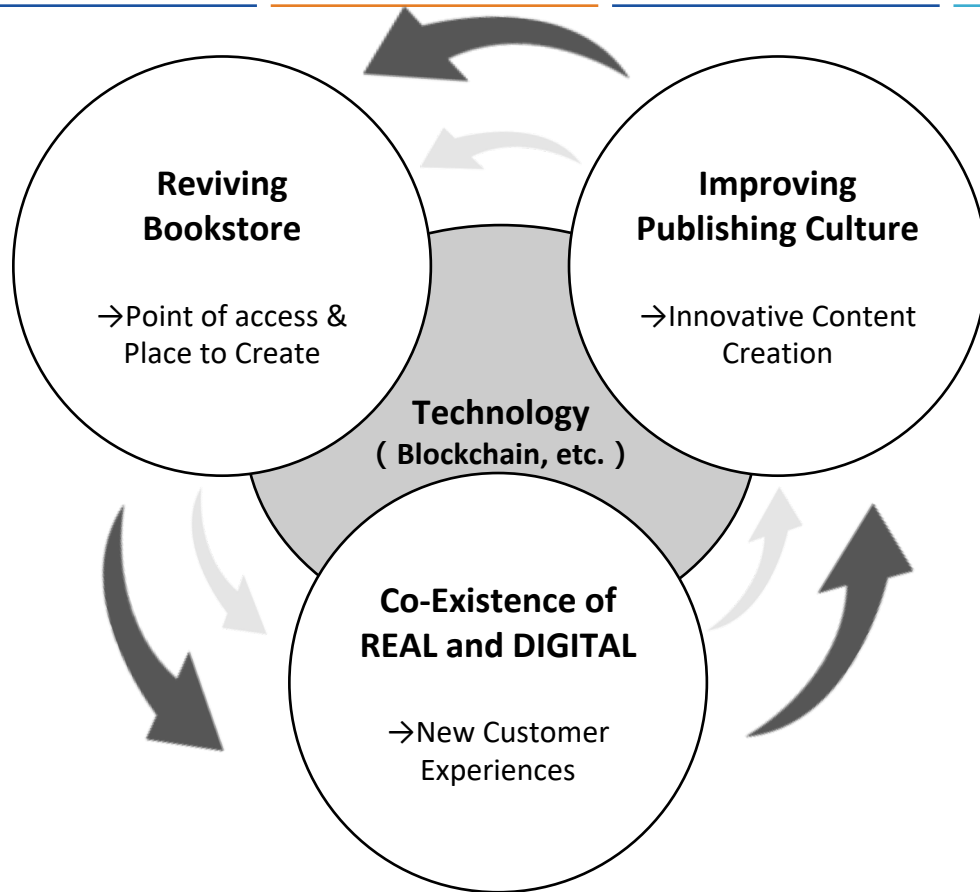 Reviving
Bookstore
→Point of access &
Place to Create
Improving
Publishing Culture
→Innovative Content
Creation
Technology
( Blockchain, etc. )
Co-Existence of
REAL and DIGITAL
→New Customer
Experiences